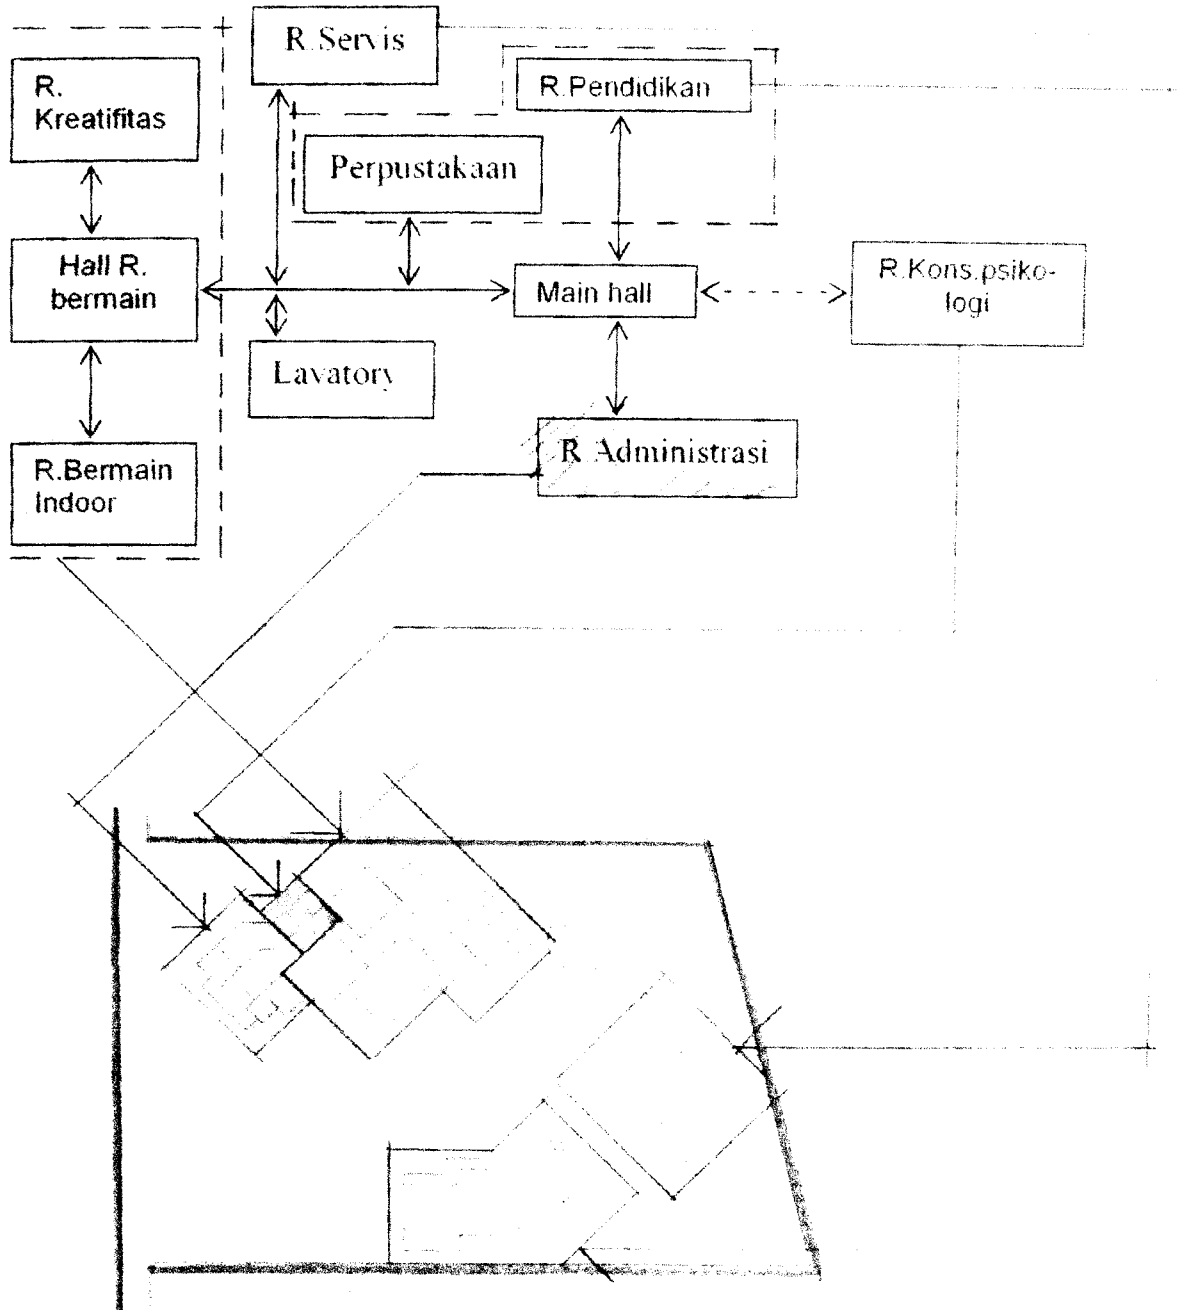 R.Servis
R.
Kreatifitas
R.Pendidikan
Perpustakaan
Hall R.
bermain
Main hall
R.Kons.psiko-
logi
Lavatory
R.Bermain
Indoor
R Administrasi